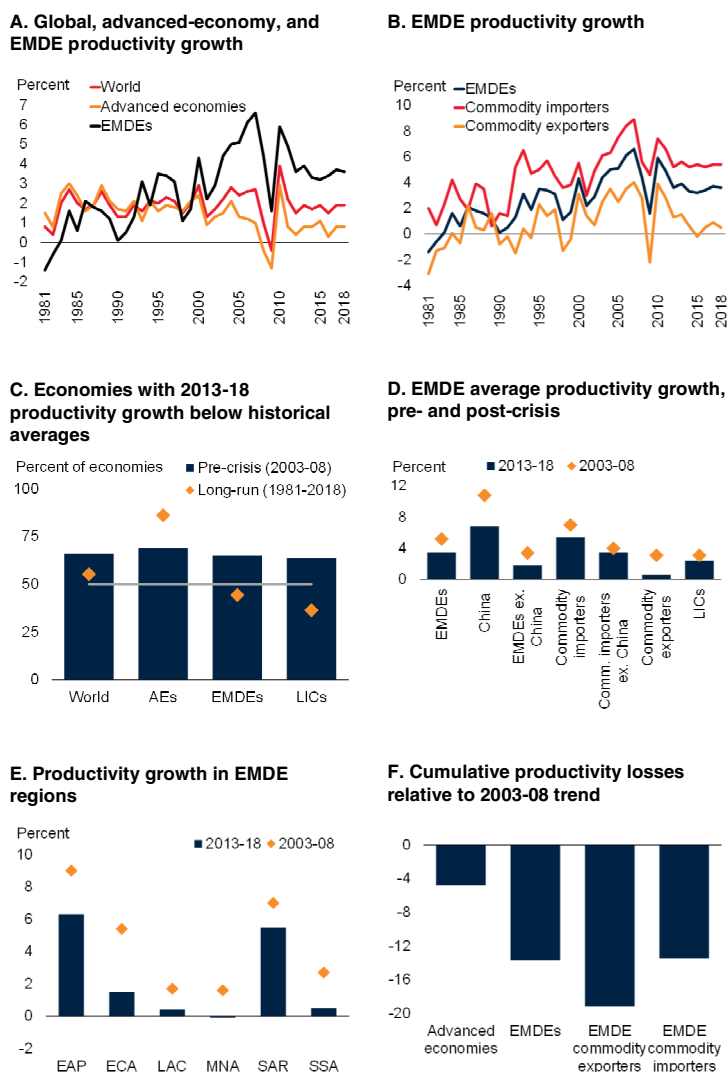 A. Global, advanced-economy, and
EMDE productivity growth
Percent
World
Advanced economies
EMDEs
7
6
5
4
3
2
1
0
-1
-2
1981
1985
1990
1995
2000
2005
2010
2015
2018
B. EMDE productivity growth
Percent
EMDEs
Commodity importers
Commodity exporters
10
8
6
4
2
0
-2
-4
1981
1985
1990
1995
2000
2005
2010
2015
2018
C. Economies with 2013-18
productivity growth below historical
averages
Percent of economies
Pre-crisis (2003-08)
Long-run (1981-2018)
100
75
50
25
0
World
AEs
EMDEs
LICs
D. EMDE average productivity growth,
pre- and post-crisis
Percent
2013-18
2003-08
12
8
4
0
EMDEs
China
EMDEs ex.
China
Commodity
importers
Comm. importers
ex. China
Commodity
exporters
LICs
E. Productivity growth in EMDE
regions
Percent
2013-18
2003-08
10
8
6
4
2
0
-2
EAP
ECA
LAC
MNA
SAR
SSA
F. Cumulative productivity losses
relative to 2003-08 trend
0
-4
-8
-12
-16
-20
Advanced
economies
EMDEs
EMDE
commodity
exporters
EMDE
commodity
importers